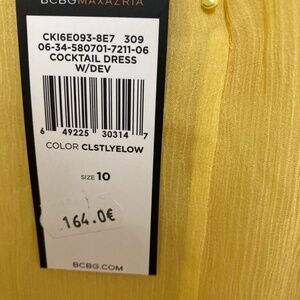 BCBGMAXAZRIA
CKI6E093-8E7 309
06-34-580701-7211-06
COCKTAIL DRESS
W/DEV
6 49225 30314 7
COLOR CLSTLYELOW
SIZE 10
164.0€
BCBG.COM